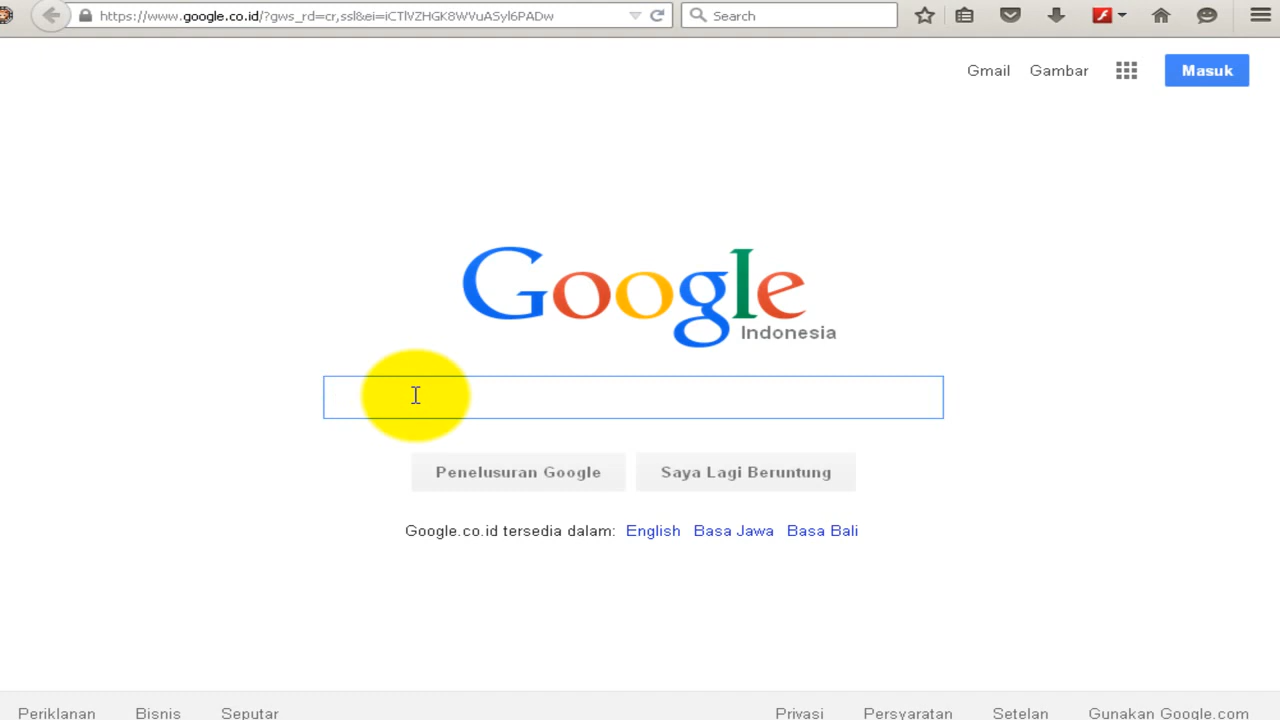 https://www.google.co.id/?gws_rd=cr,ssl&ei=iCTlVZHGK8WVuASyl6PADw
Search
Gmail Gambar Masuk
Google
Indonesia
Penelusuran Google Saya Lagi Beruntung
Google.co.id tersedia dalam: English Basa Jawa Basa Bali
Periklanan Bisnis Seputar Privasi Persyaratan Setelan Gunakan Google.com